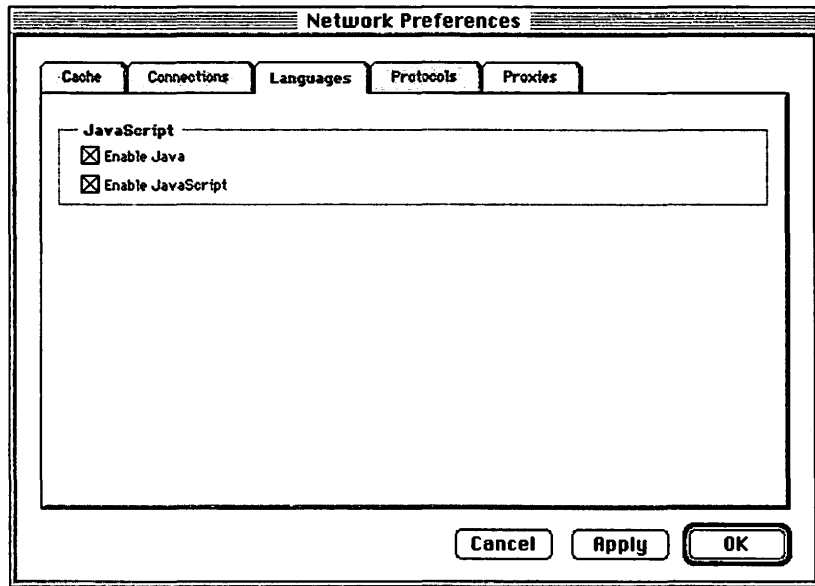 Network Preferences
Cache Connections Languages Protocols Proxies
JavaScript
Enable Java
Enable JavaScript
Cancel Apply OK